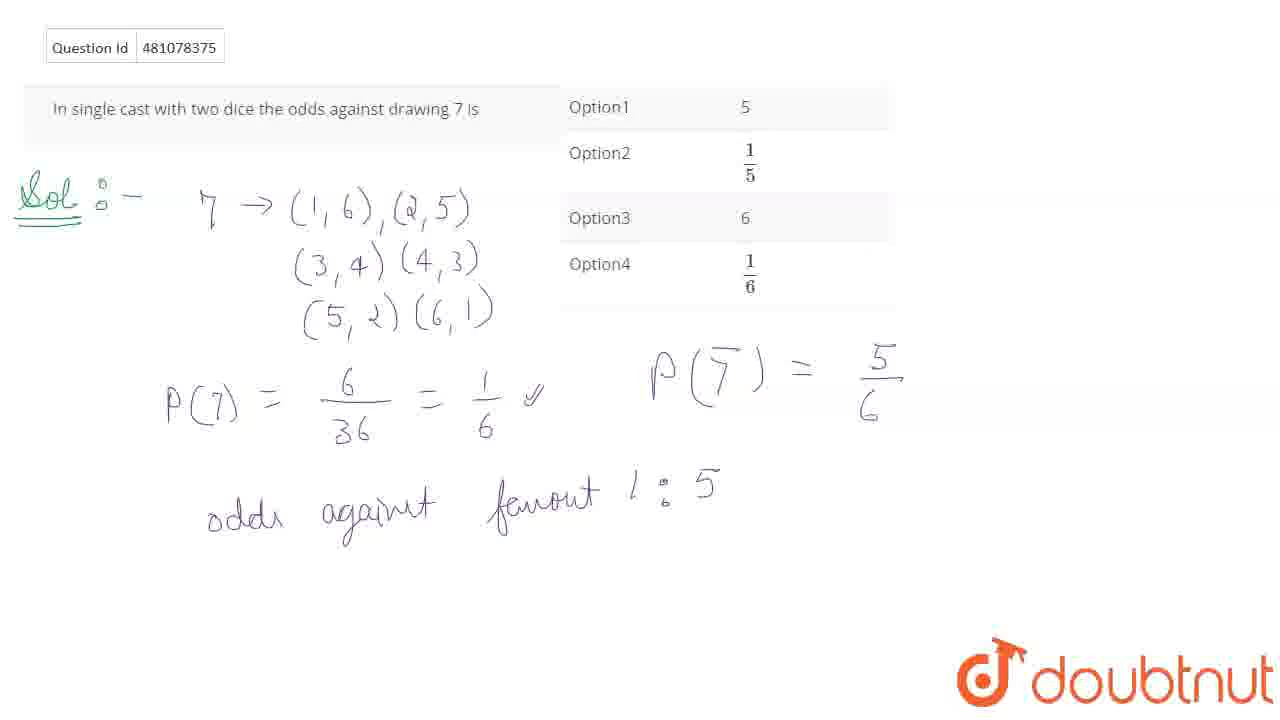 Question Id 481078375
In single cast with two dice the odds against drawing 7 is
Option1 5
Option2 1/5
Option3 6
Option4 1/6
Sol :-
7 → (1, 6), (2, 5)
(3, 4) (4, 3)
(5, 2) (6, 1)
P(7) = 6/36 = 1/6 ✓
P(7̅) = 5/6
odds against 1 : 5
doubtnut